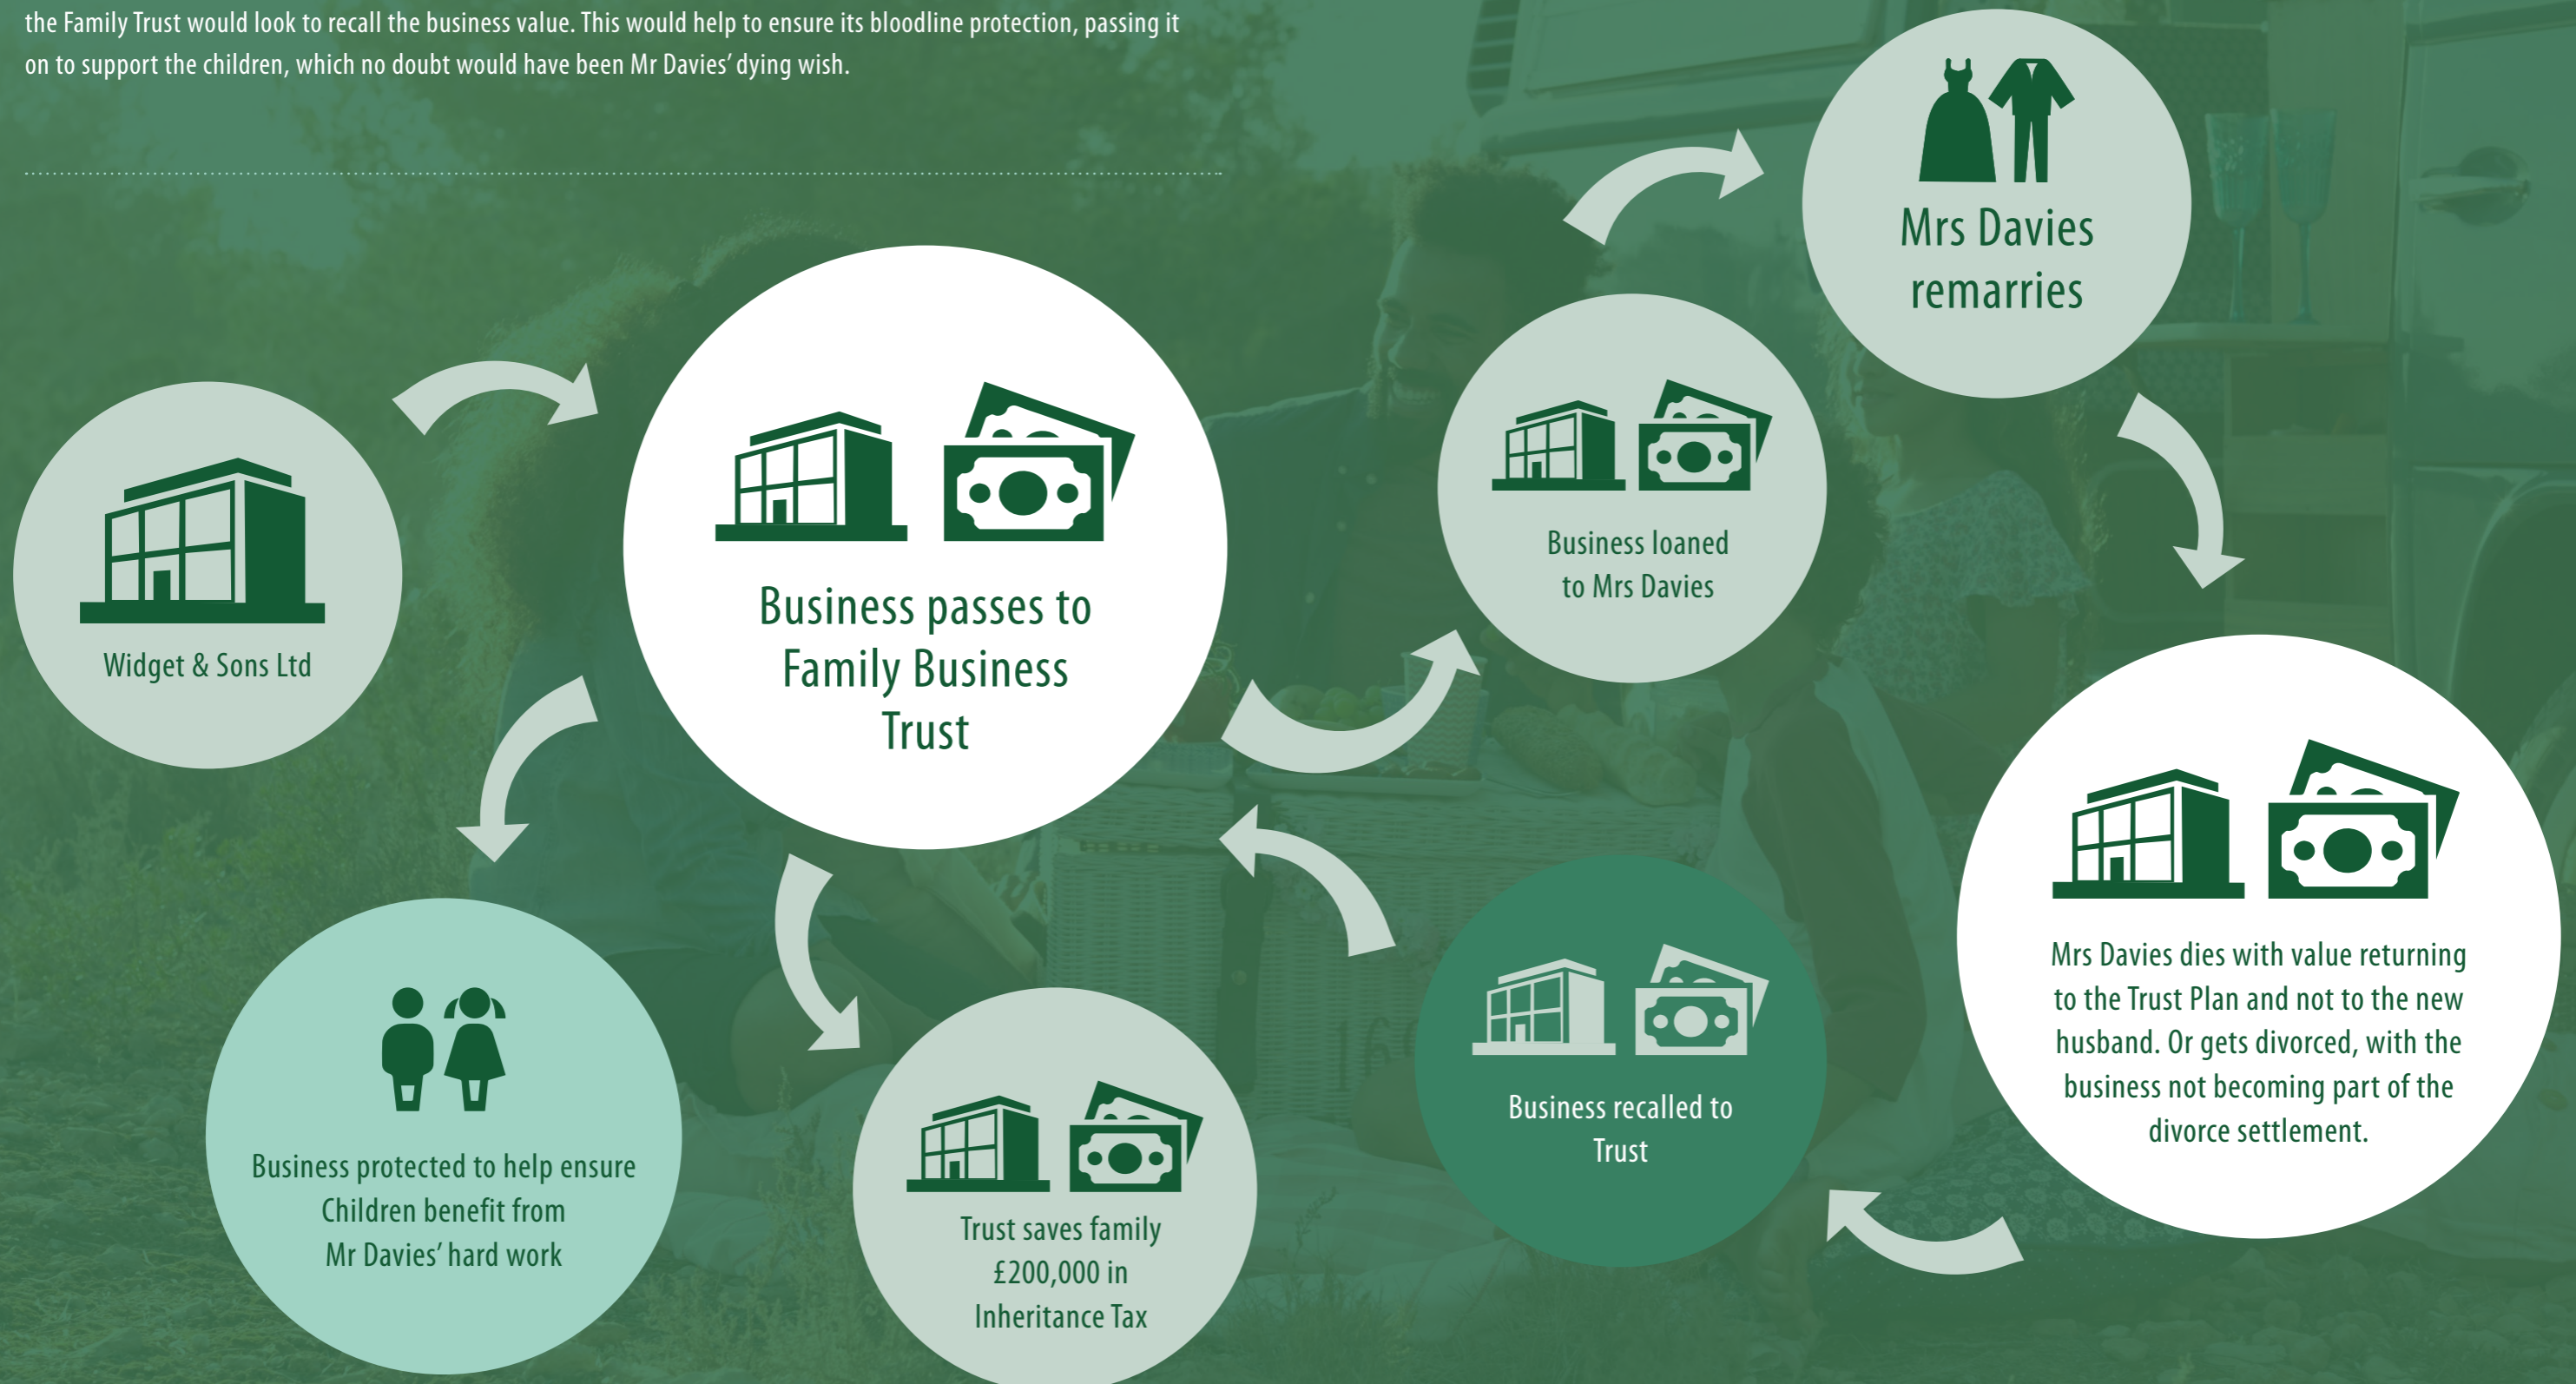 the Family Trust would look to recall the business value. This would help to ensure its bloodline protection, passing it
on to support the children, which no doubt would have been Mr Davies’ dying wish.
Widget & Sons Ltd
Business passes to
Family Business
Trust
Business loaned
to Mrs Davies
Mrs Davies
remarries
Mrs Davies dies with value returning
to the Trust Plan and not to the new
husband. Or gets divorced, with the
business not becoming part of the
divorce settlement.
Business recalled to
Trust
Trust saves family
£200,000 in
Inheritance Tax
Business protected to help ensure
Children benefit from
Mr Davies’ hard work